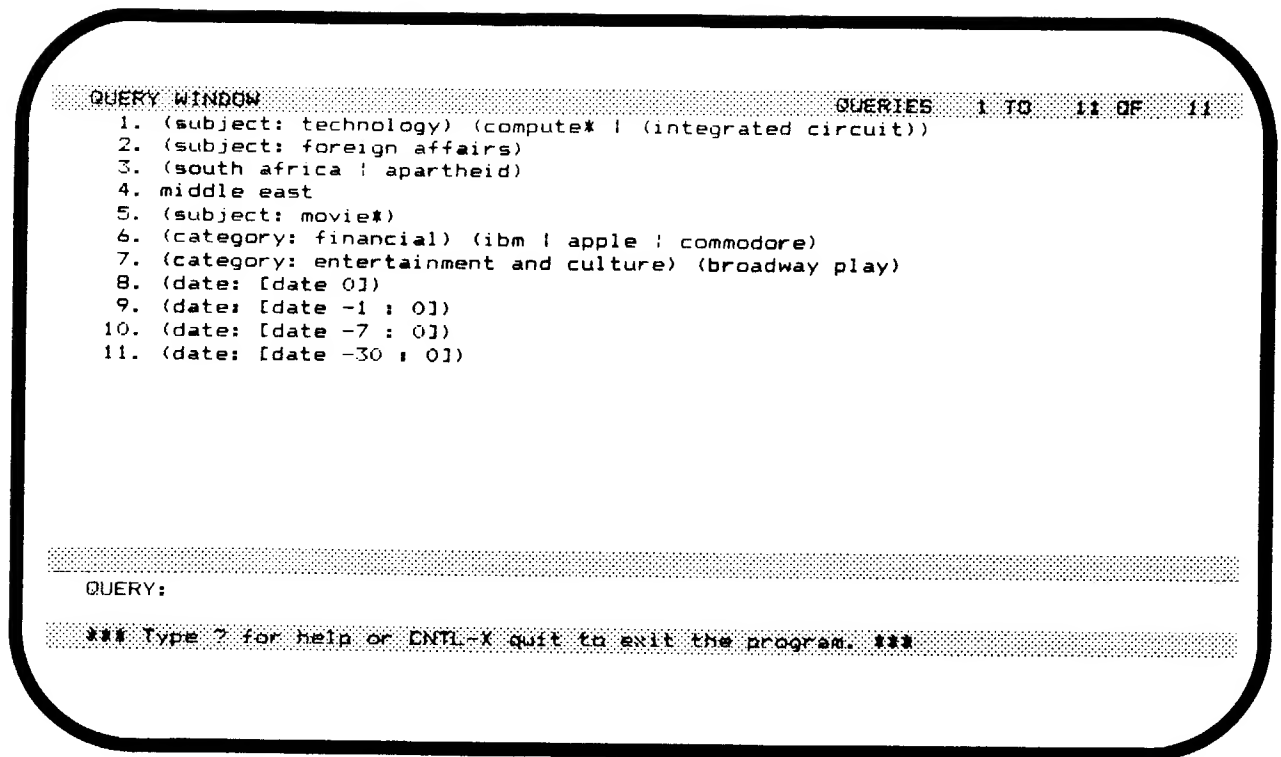 QUERY WINDOW QUERIES 1 TO 11 OF 11
1. (subject: technology) (compute* | (integrated circuit))
2. (subject: foreign affairs)
3. (south africa | apartheid)
4. middle east
5. (subject: movie*)
6. (category: financial) (ibm | apple | commodore)
7. (category: entertainment and culture) (broadway play)
8. (date: [date 0])
9. (date: [date -1 : 0])
10. (date: [date -7 : 0])
11. (date: [date -30 : 0])
QUERY:
*** Type ? for help or CNTL-X quit to exit the program. ***